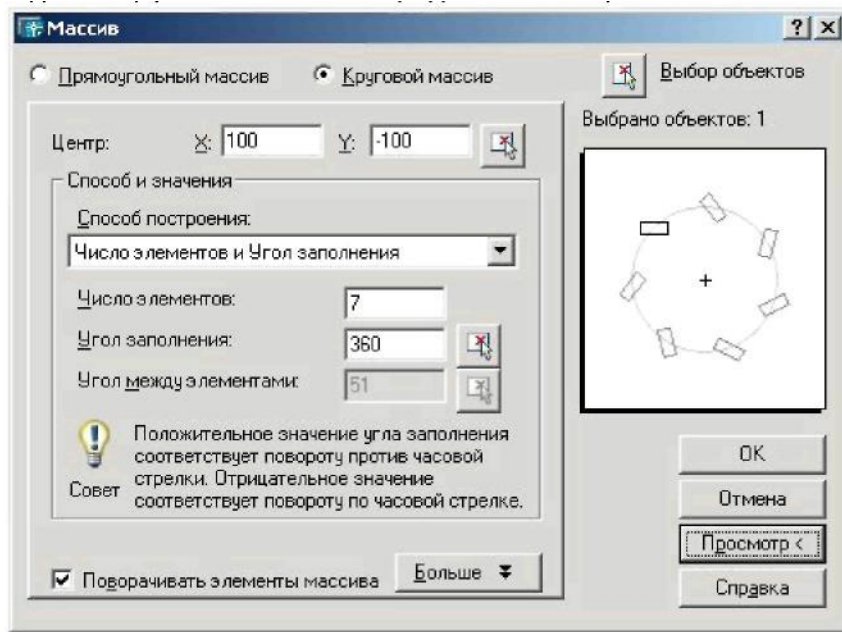 Массив
Прямоугольный массив Круговой массив Выбор объектов
Выбрано объектов: 1
Центр: X: 100 Y: -100
Способ и значения
Способ построения:
Число элементов и Угол заполнения
Число элементов: 7
Угол заполнения: 360
Угол между элементами: 51
Положительное значение угла заполнения
соответствует повороту против часовой
стрелки. Отрицательное значение
соответствует повороту по часовой стрелке.
Совет
Поворачивать элементы массива Больше
OK
Отмена
Просмотр <
Справка